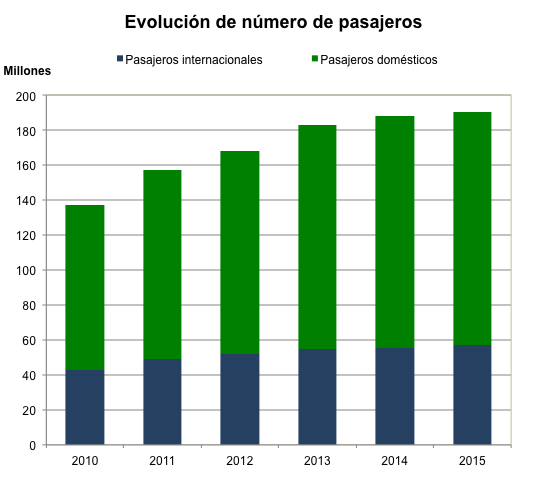 Evolución de número de pasajeros
Pasajeros internacionales Pasajeros domésticos
Millones
200
180
160
140
120
100
80
60
40
20
0
2010 2011 2012 2013 2014 2015